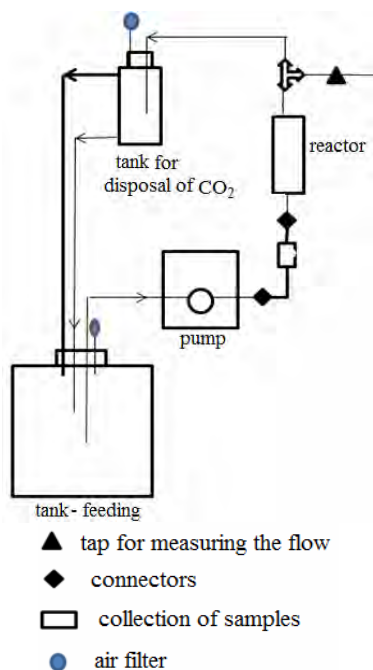 tank for
disposal of CO₂
reactor
pump
tank - feeding
tap for measuring the flow
connectors
collection of samples
air filter